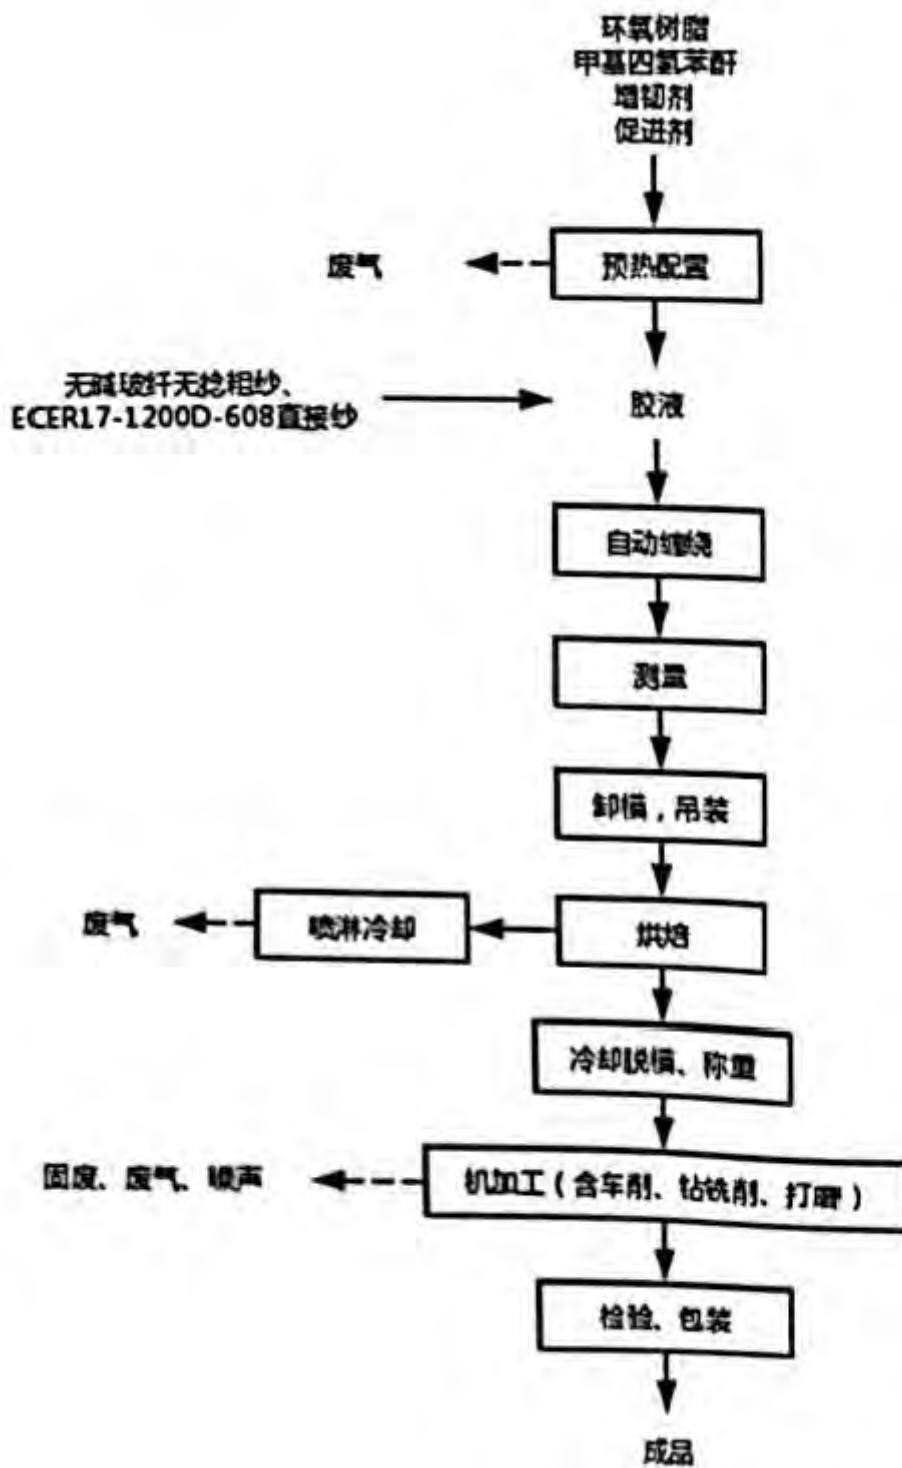 环氧树脂
甲基四氢苯酐
增韧剂
促进剂
废气
预热配置
无碱玻纤无捻粗纱、
ECER17-1200D-608直接纱
胶液
自动缠绕
测量
卸模，吊装
废气
喷淋冷却
烘焙
冷却脱模、称重
固废、废气、噪声
机加工（含车削、钻铣削、打磨）
检验、包装
成品